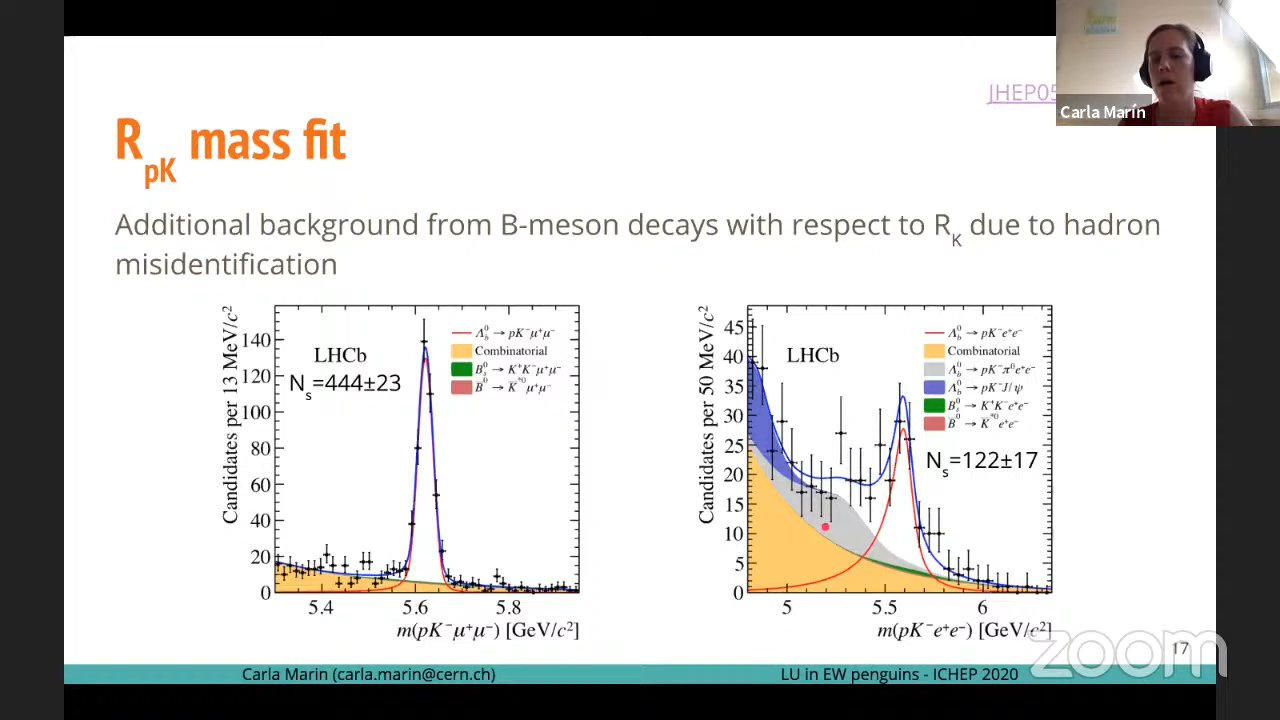 JHEP05
Carla Marín
R_pK mass fit
Additional background from B-meson decays with respect to R_K due to hadron
misidentification
Candidates per 13 MeV/c²
140
120
100
80
60
40
20
0
LHCb
N_s=444±23
Λ_b^0 → pK⁻μ⁺μ⁻
Combinatorial
B_s^0 → K⁺K⁻μ⁺μ⁻
B̄^0 → K̄*^0 μ⁺μ⁻
5.4 5.6 5.8
m(pK⁻μ⁺μ⁻) [GeV/c²]
Candidates per 50 MeV/c²
45
40
35
30
25
20
15
10
5
0
LHCb
Λ_b^0 → pK⁻e⁺e⁻
Combinatorial
Λ_b^0 → pK⁻π⁰e⁺e⁻
Λ_b^0 → pK⁻J/ψ
B_s^0 → K⁺K⁻e⁺e⁻
B̄^0 → K̄*^0 e⁺e⁻
N_s=122±17
5 5.5 6
m(pK⁻e⁺e⁻) [GeV/c²]
17
zoom
Carla Marin (carla.marin@cern.ch)
LU in EW penguins - ICHEP 2020